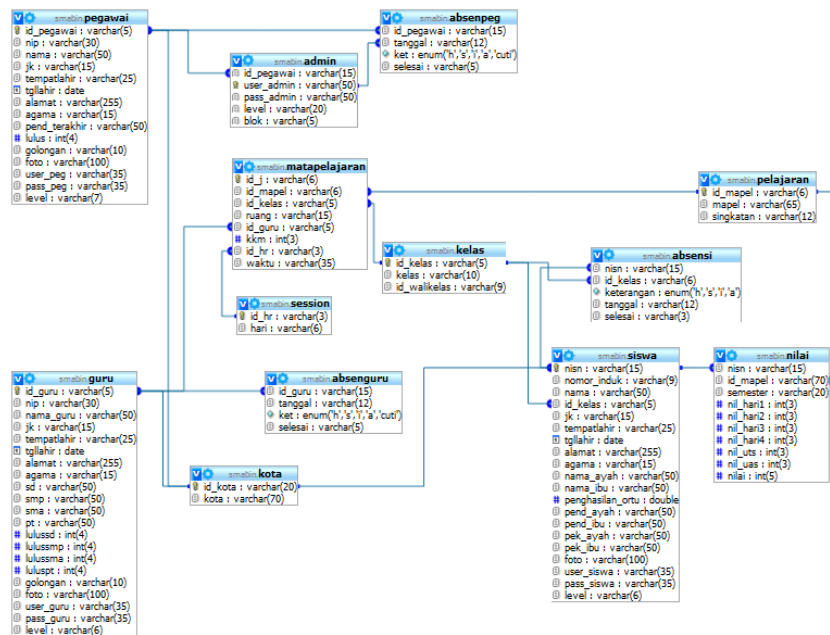 smabin pegawai
id_pegawai : varchar(5)
nip : varchar(30)
nama : varchar(50)
jk : varchar(15)
tempatlahir : varchar(25)
tgllahir : date
alamat : varchar(255)
agama : varchar(15)
pend_terakhir : varchar(50)
# lulus : int(4)
golongan : varchar(10)
foto : varchar(100)
user_peg : varchar(35)
pass_peg : varchar(35)
level : varchar(7)
smabin absenpeg
id_pegawai : varchar(15)
tanggal : varchar(12)
ket : enum('h','s','i','a','cuti')
selesai : varchar(5)
smabin admin
id_pegawai : varchar(15)
user_admin : varchar(50)
pass_admin : varchar(50)
level : varchar(20)
blok : varchar(5)
smabin matapelajaran
id_j : varchar(6)
id_mapel : varchar(6)
id_kelas : varchar(5)
ruang : varchar(15)
id_guru : varchar(5)
# kkm : int(3)
id_hr : varchar(3)
waktu : varchar(35)
smabin pelajaran
id_mapel : varchar(6)
mapel : varchar(65)
singkatan : varchar(12)
smabin kelas
id_kelas : varchar(5)
kelas : varchar(10)
id_walikelas : varchar(9)
smabin absensi
nisn : varchar(15)
id_kelas : varchar(6)
keterangan : enum('h','s','i','a')
tanggal : varchar(12)
selesai : varchar(3)
smabin session
id_hr : varchar(3)
hari : varchar(6)
smabin guru
id_guru : varchar(5)
nip : varchar(30)
nama_guru : varchar(50)
jk : varchar(15)
tempatlahir : varchar(25)
tgllahir : date
alamat : varchar(255)
agama : varchar(15)
sd : varchar(50)
smp : varchar(50)
sma : varchar(50)
pt : varchar(50)
# lulussd : int(4)
# lulussmp : int(4)
# lulussma : int(4)
# luluspt : int(4)
golongan : varchar(10)
foto : varchar(100)
user_guru : varchar(35)
pass_guru : varchar(35)
level : varchar(6)
smabin absenguru
id_guru : varchar(15)
tanggal : varchar(12)
ket : enum('h','s','i','a','cuti')
selesai : varchar(5)
smabin kota
id_kota : varchar(20)
kota : varchar(70)
smabin siswa
nisn : varchar(15)
nomor_induk : varchar(9)
nama : varchar(50)
id_kelas : varchar(5)
jk : varchar(15)
tempatlahir : varchar(25)
tgllahir : date
alamat : varchar(255)
agama : varchar(15)
nama_ayah : varchar(50)
nama_ibu : varchar(50)
# penghasilan_ortu : double
pend_ayah : varchar(50)
pend_ibu : varchar(50)
pek_ayah : varchar(50)
pek_ibu : varchar(50)
foto : varchar(100)
user_siswa : varchar(35)
pass_siswa : varchar(35)
level : varchar(6)
smabin nilai
nisn : varchar(15)
id_mapel : varchar(70)
semester : varchar(20)
# nil_hari1 : int(3)
# nil_hari2 : int(3)
# nil_hari3 : int(3)
# nil_hari4 : int(3)
# nil_uts : int(3)
# nil_uas : int(3)
# nilai : int(5)